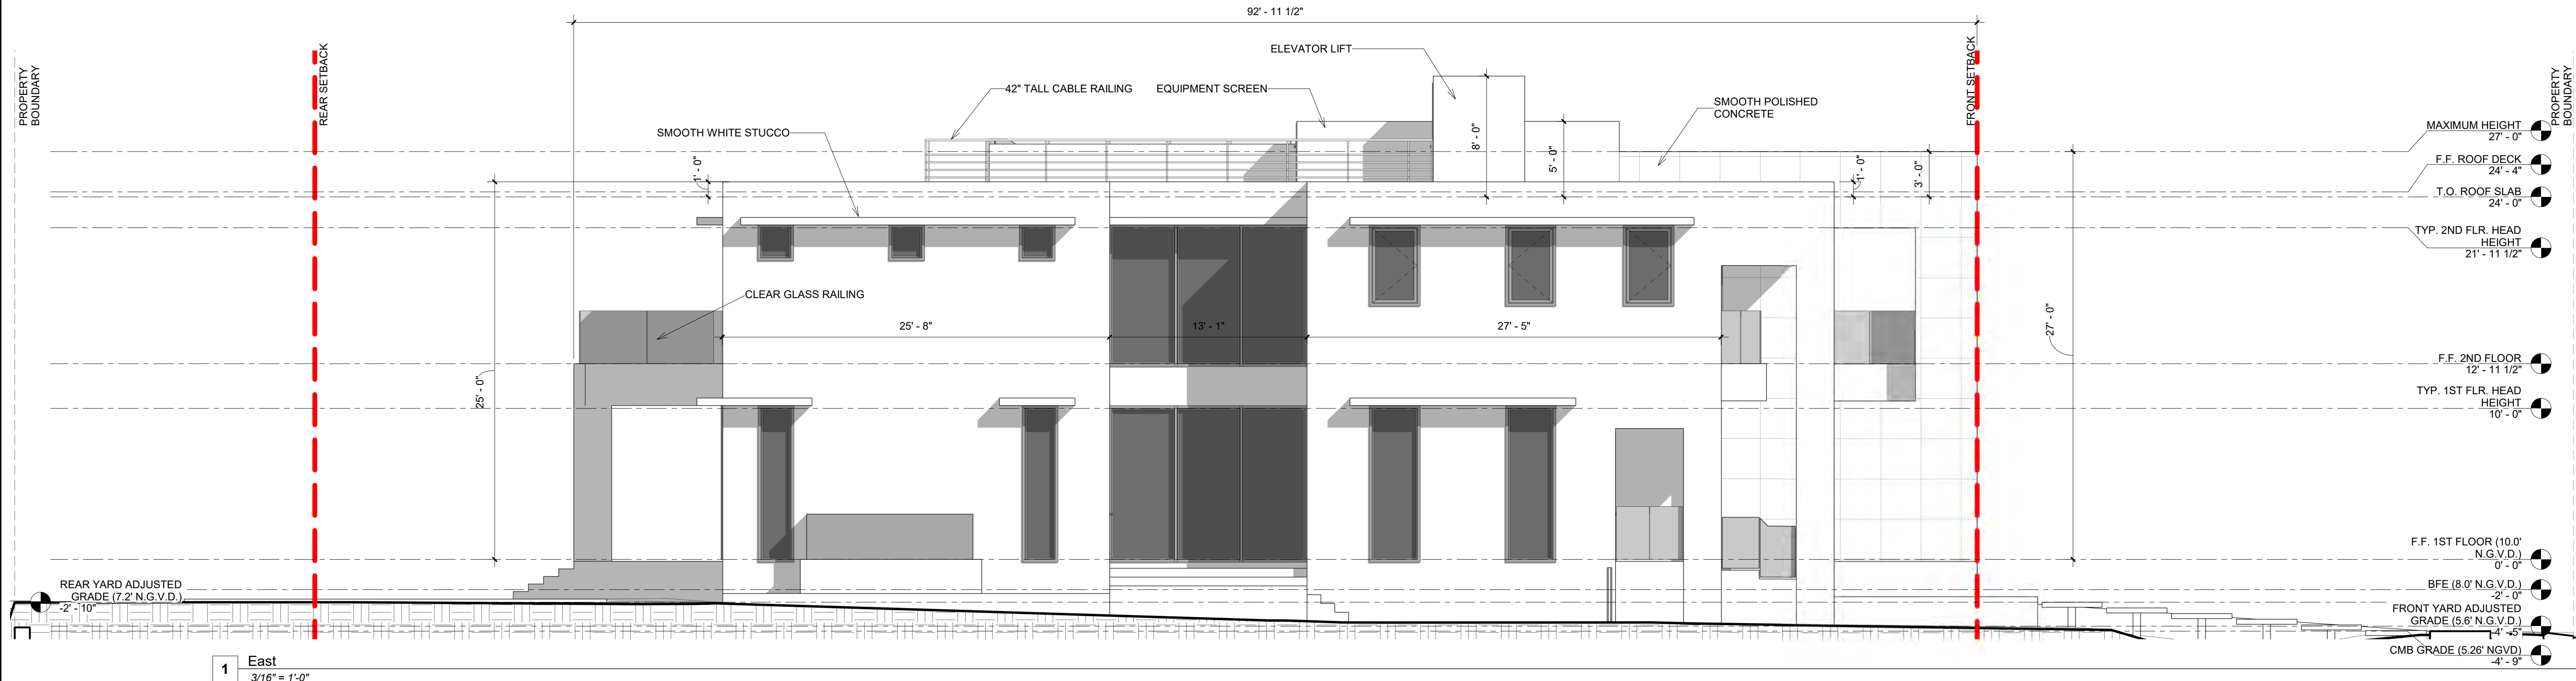 92' - 11 1/2"
PROPERTY
BOUNDARY
REAR SETBACK
ELEVATOR LIFT
42" TALL CABLE RAILING
EQUIPMENT SCREEN
SMOOTH WHITE STUCCO
SMOOTH POLISHED
CONCRETE
FRONT SETBACK
PROPERTY
BOUNDARY
1' - 0"
8' - 0"
5' - 0"
1' - 0"
3' - 0"
MAXIMUM HEIGHT
27' - 0"
F.F. ROOF DECK
24' - 4"
T.O. ROOF SLAB
24' - 0"
TYP. 2ND FLR. HEAD
HEIGHT
21' - 11 1/2"
CLEAR GLASS RAILING
25' - 8"
13' - 1"
27' - 5"
25' - 0"
27' - 0"
F.F. 2ND FLOOR
12' - 11 1/2"
TYP. 1ST FLR. HEAD
HEIGHT
10' - 0"
F.F. 1ST FLOOR (10.0'
N.G.V.D.)
0' - 0"
BFE (8.0' N.G.V.D.)
-2' - 0"
REAR YARD ADJUSTED
GRADE (7.2' N.G.V.D.)
-2' - 10"
FRONT YARD ADJUSTED
GRADE (5.6' N.G.V.D.)
-4' - 5"
CMB GRADE (5.26' NGVD)
-4' - 9"
1 East
3/16" = 1'-0"